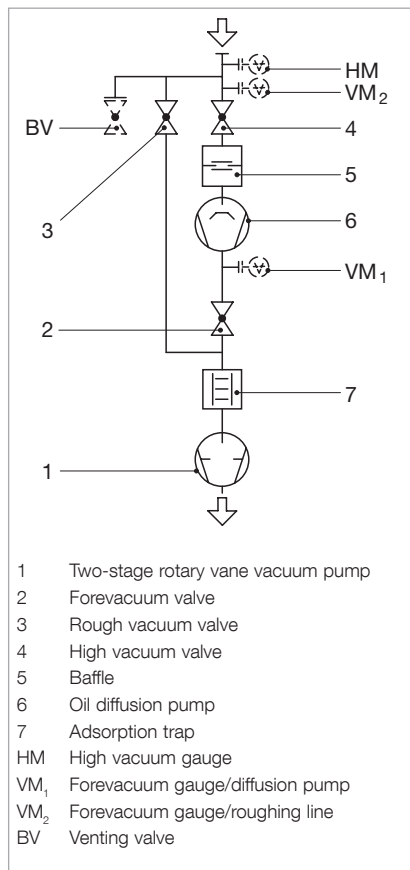 HM
VM₂
BV
4
5
3
6
VM₁
2
7
1
1 Two-stage rotary vane vacuum pump
2 Forevacuum valve
3 Rough vacuum valve
4 High vacuum valve
5 Baffle
6 Oil diffusion pump
7 Adsorption trap
HM High vacuum gauge
VM₁ Forevacuum gauge/diffusion pump
VM₂ Forevacuum gauge/roughing line
BV Venting valve